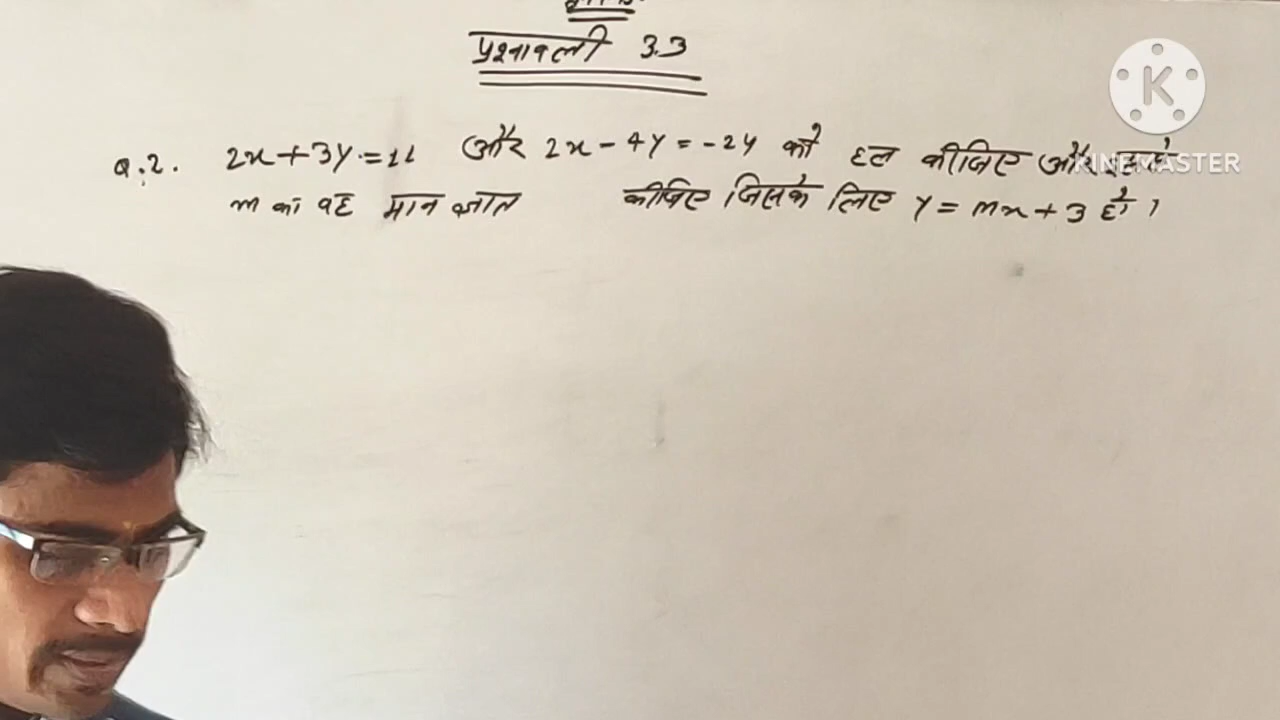 प्रश्नावली 3.3
K
KINEMASTER
Q.2. 2x+3y=11 और 2x-4y=-24 को हल कीजिए और इससे
m का वह मान ज्ञात कीजिए जिसके लिए y=mx+3 हो।